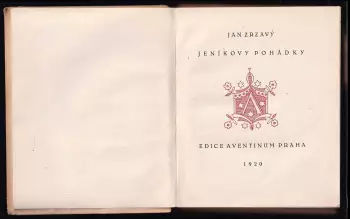 JAN ZRZAVÝ
JENÍKOVY POHÁDKY
A
EDICE AVENTINUM PRAHA
1920